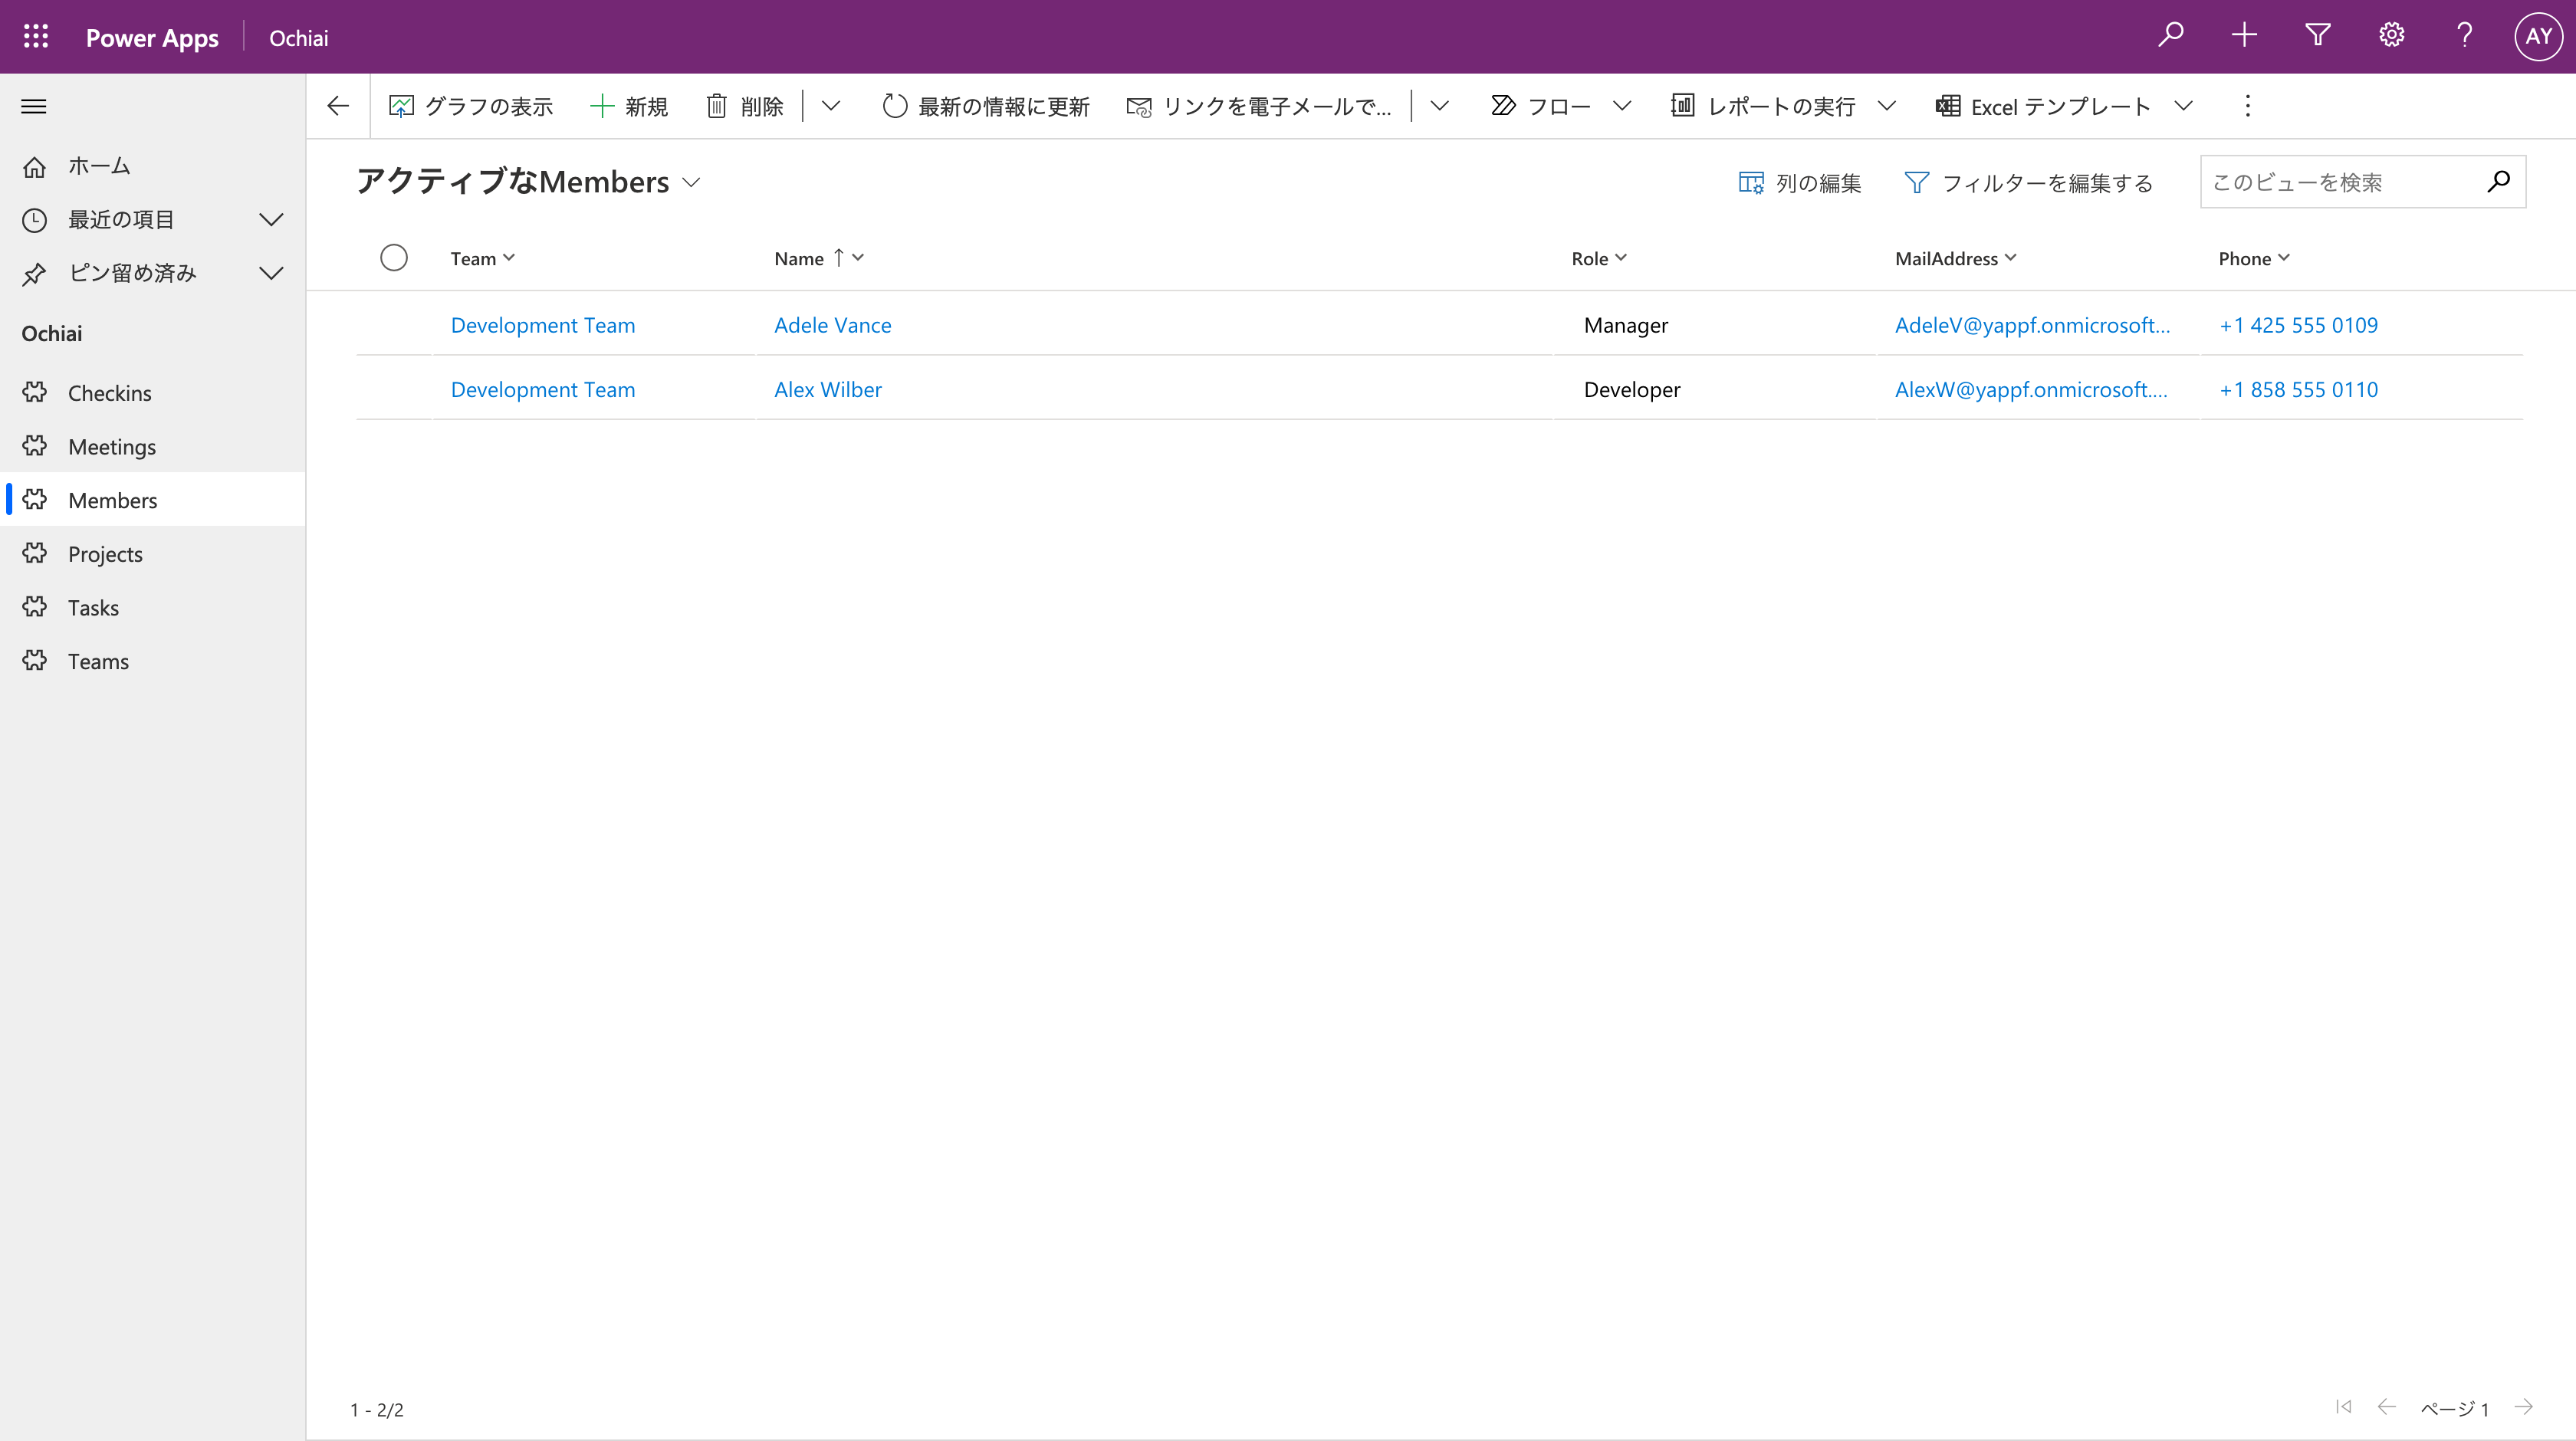 Power Apps Ochiai AY
グラフの表示 新規 削除 最新の情報に更新 リンクを電子メールで... フロー レポートの実行 Excel テンプレート
ホーム
最近の項目
ピン留め済み
Ochiai
Checkins
Meetings
Members
Projects
Tasks
Teams
アクティブなMembers 列の編集 フィルターを編集する このビューを検索
Team Name ↑ Role MailAddress Phone
Development Team Adele Vance Manager AdeleV@yappf.onmicrosoft... +1 425 555 0109
Development Team Alex Wilber Developer AlexW@yappf.onmicrosoft.... +1 858 555 0110
1 - 2/2 ページ 1